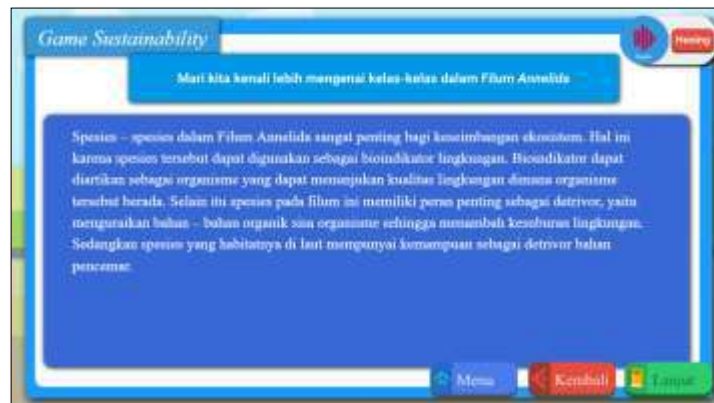 Game Sustainability
Hening
Mari kita kenali lebih mengenai kelas-kelas dalam Filum Annelida
Spesies – spesies dalam Filum Annelida sangat penting bagi keseimbangan ekosistem. Hal ini
karena spesies tersebut dapat digunakan sebagai bioindikator lingkungan. Bioindikator dapat
diartikan sebagai organisme yang dapat menunjukan kualitas lingkungan dimana organisme
tersebut berada. Selain itu spesies pada filum ini memiliki peran penting sebagai detrivor, yaitu
menguraikan bahan – bahan organik sisa organisme sehingga menambah kesuburan lingkungan.
Sedangkan spesies yang habitatnya di laut mempunyai kemampuan sebagai detrivor bahan
pencemar.
Menu
Kembali
Lanjut